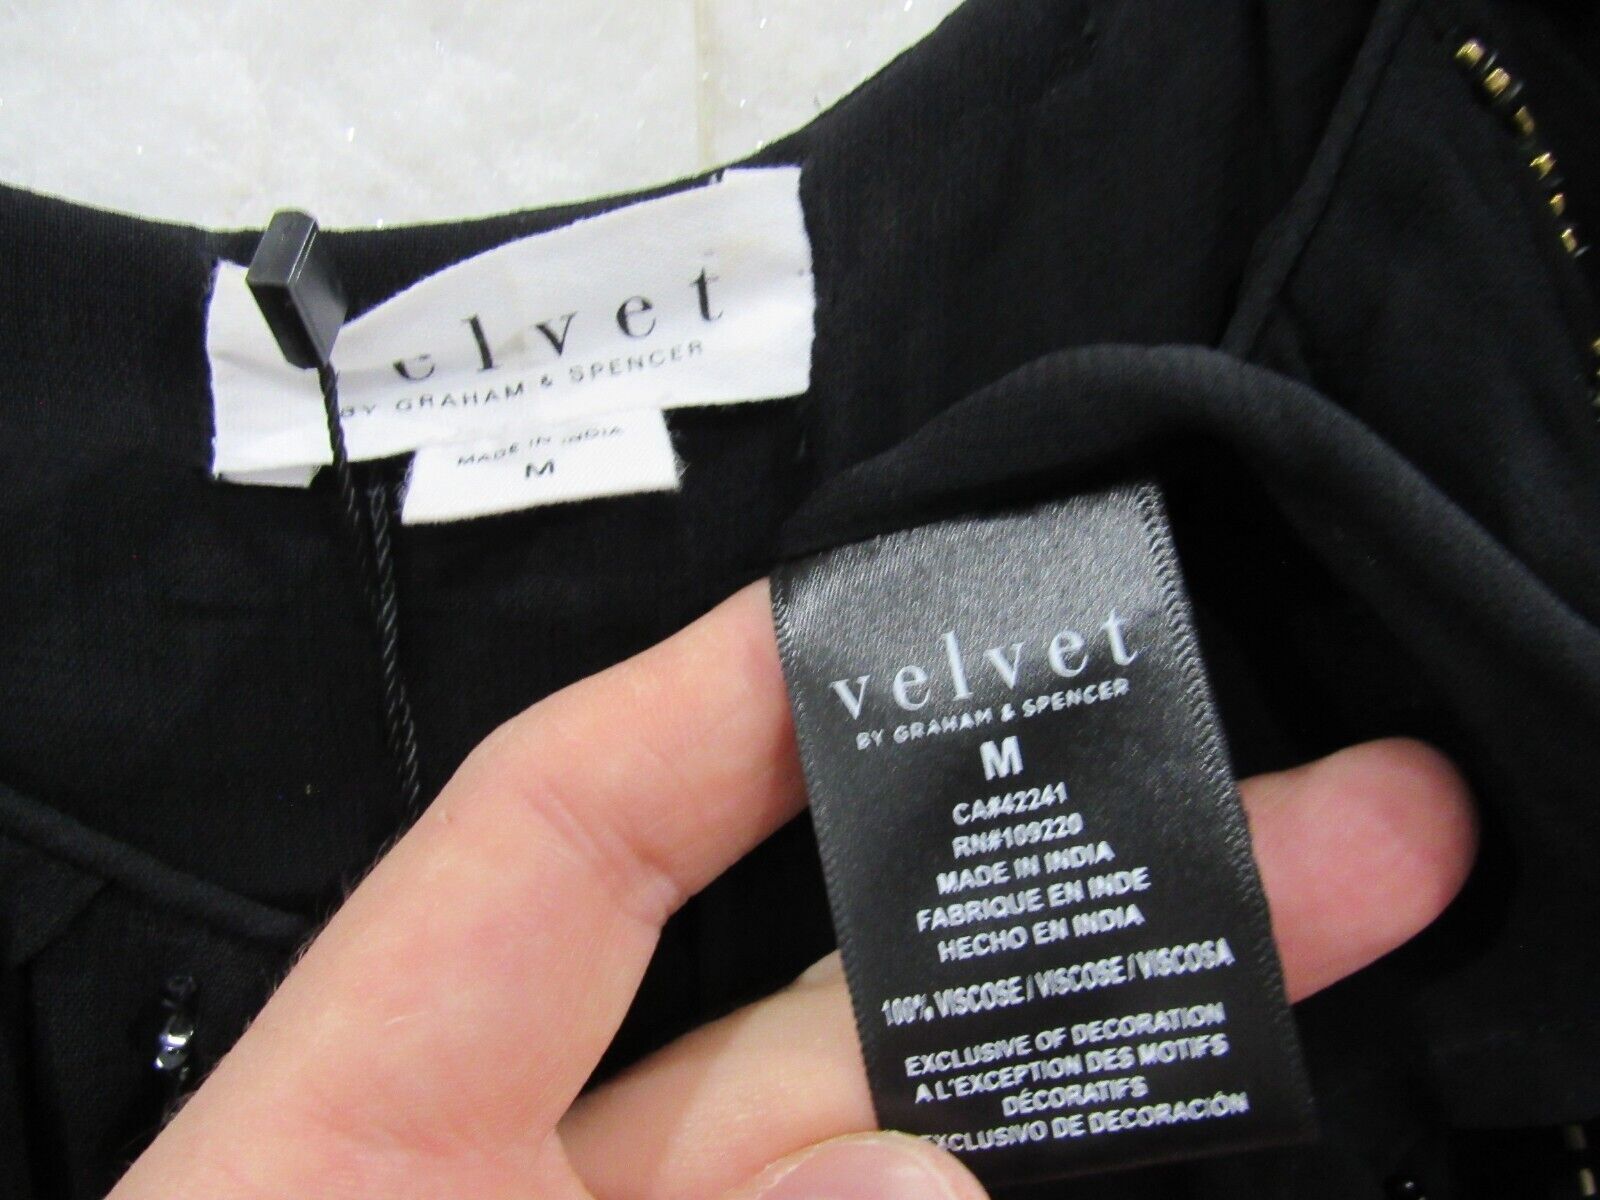 elvet
BY GRAHAM & SPENCER
MADE IN INDIA
M
velvet
BY GRAHAM & SPENCER
M
CA#42241
RN#109220
MADE IN INDIA
FABRIQUE EN INDE
HECHO EN INDIA
100% VISCOSE / VISCOSE / VISCOSA
EXCLUSIVE OF DECORATION
A L'EXCEPTION DES MOTIFS
DÉCORATIFS
EXCLUSIVO DE DECORACIÓN